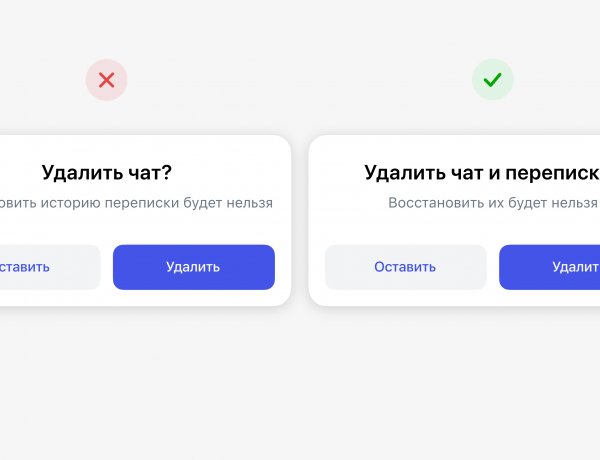 Удалить чат?
овить историю переписки будет нельзя
ставить
Удалить
Удалить чат и переписк
Восстановить их будет нельзя
Оставить
Удалит